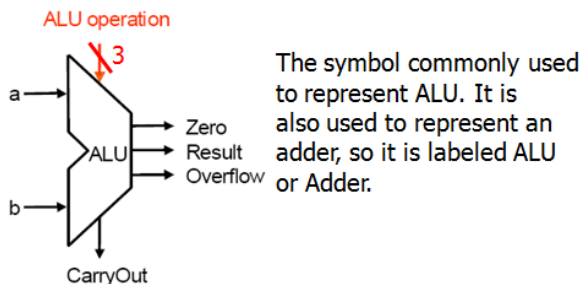 ALU operation
3
a
ALU
b
Zero
Result
Overflow
CarryOut
The symbol commonly used
to represent ALU. It is
also used to represent an
adder, so it is labeled ALU
or Adder.